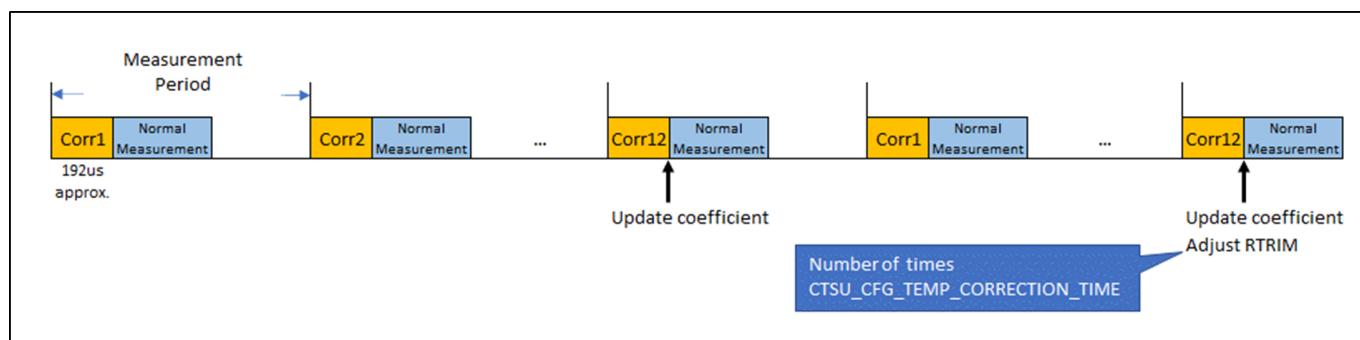 Measurement
Period
Corr1
Normal
Measurement
Corr2
Normal
Measurement
...
Corr12
Normal
Measurement
Corr1
Normal
Measurement
...
Corr12
Normal
Measurement
192us
approx.
Update coefficient
Update coefficient
Adjust RTRIM
Number of times
CTSU_CFG_TEMP_CORRECTION_TIME